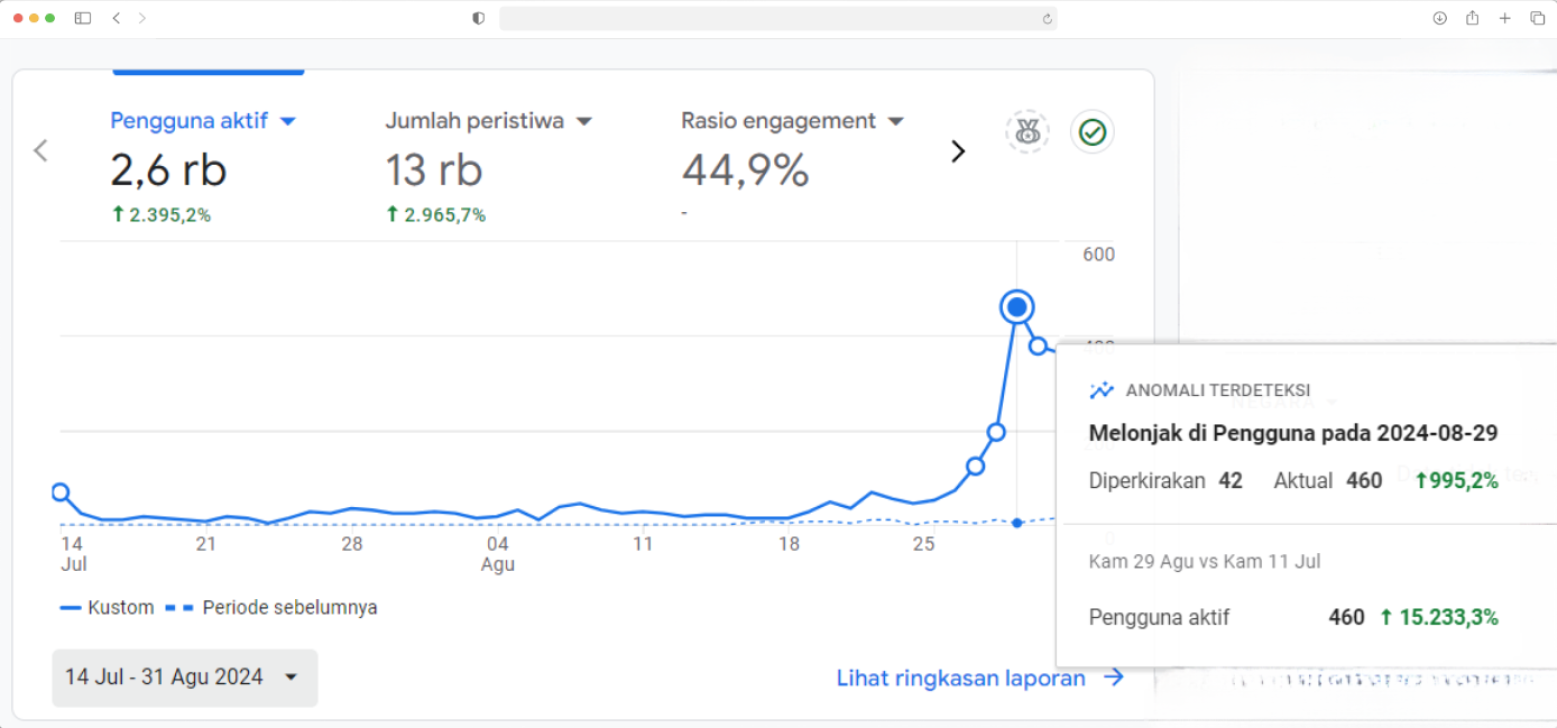 Pengguna aktif
Jumlah peristiwa
Rasio engagement
2,6 rb
13 rb
44,9%
2.395,2%
2.965,7%
-
600
400
ANOMALI TERDETEKSI
NEGARA
Melonjak di Pengguna pada 2024-08-29
Diperkirakan 42 Aktual 460 ↑995,2%
0
14 21 28 04 11 18 25
Jul Agu
Kam 29 Agu vs Kam 11 Jul
Kustom Periode sebelumnya
Pengguna aktif 460 ↑ 15.233,3%
14 Jul - 31 Agu 2024
Lihat ringkasan laporan →